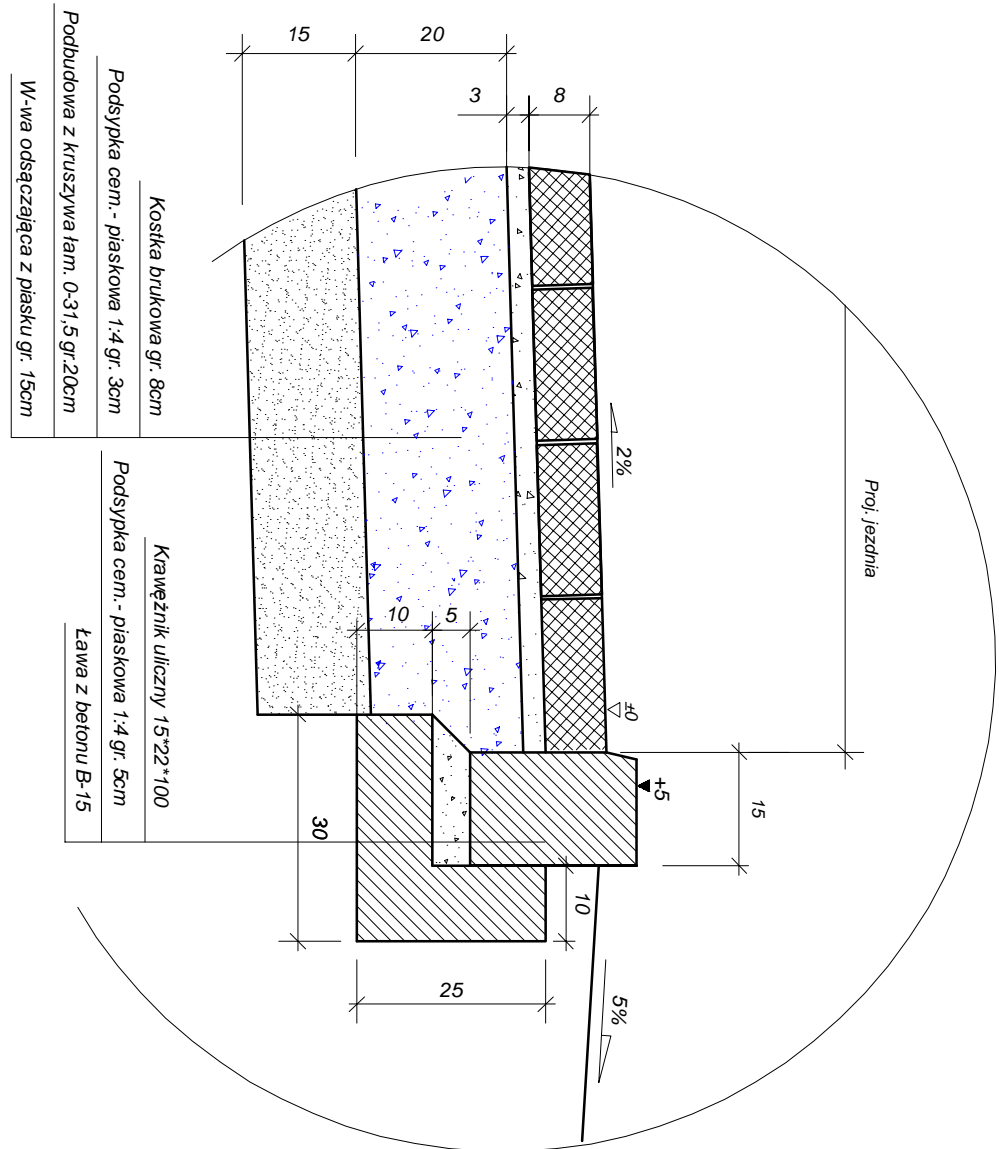 15
20
3
8
Kostka brukowa gr. 8cm
Podsypka cem.- piaskowa 1:4 gr. 3cm
Podbudowa z kruszywa łam. 0-31,5 gr.20cm
W-wa odsączająca z piasku gr. 15cm
2%
Proj. jezdnia
10
5
±0
+5
15
Krawężnik uliczny 15*22*100
Podsypka cem.- piaskowa 1:4 gr. 5cm
Ława z betonu B-15
30
10
25
5%